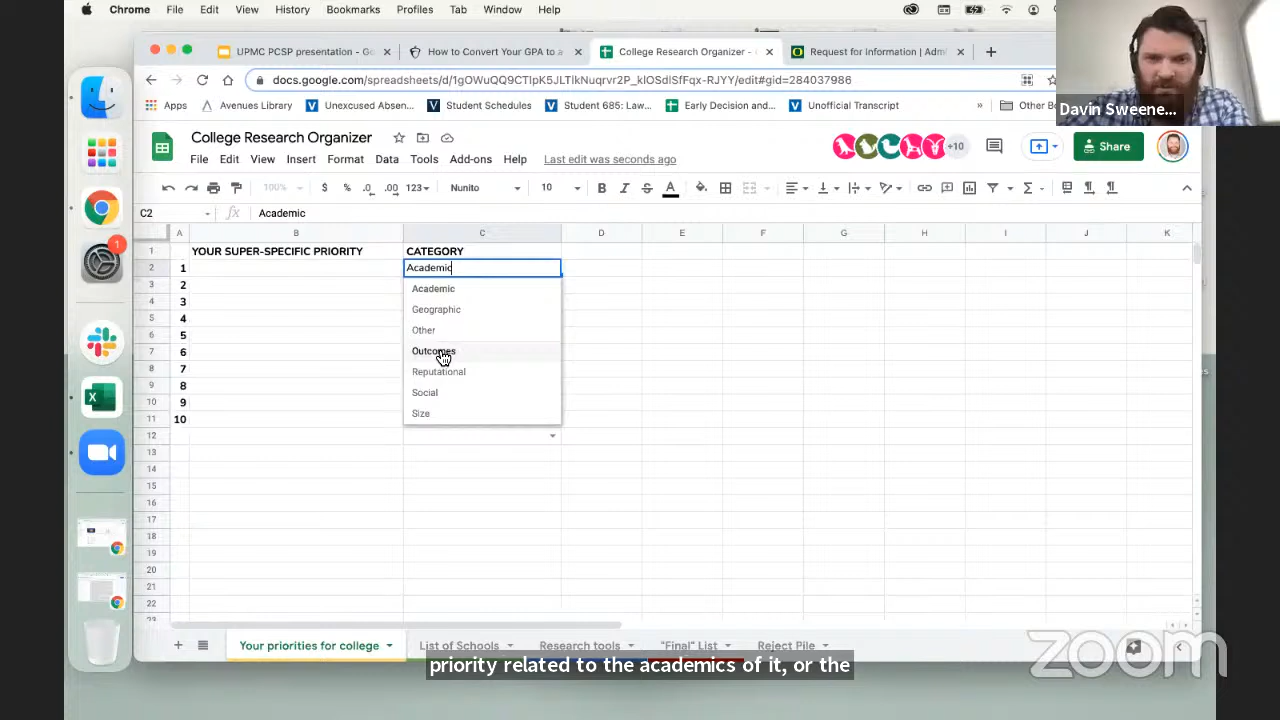 Chrome File Edit View History Bookmarks Profiles Tab Window Help
UPMC PCSP presentation - Go
How to Convert Your GPA to a
College Research Organizer -
Request for Information | Adm
docs.google.com/spreadsheets/d/1gOWuQQSCTIpK5JLTlkNuqrvr2P_kIOSdISfFqx-RJYY/edit#gid=284037986
Apps Avenues Library Unexcused Absen... Student Schedules Student 685: Law... Early Decision and... Unofficial Transcript » Other Bo
Davin Sweene...
College Research Organizer
+10
Share
File Edit View Insert Format Data Tools Add-ons Help Last edit was seconds ago
100% $ % .0 .00 123 Nunito 10 B I S A
C2 fx Academic
A B C D E F G H I J K
1 YOUR SUPER-SPECIFIC PRIORITY CATEGORY
2 1 Academic
3 2 Academic
4 3 Geographic
5 4 Other
6 5
7 6 Outcomes
8 7 Reputational
9 8 Social
10 9
11 10 Size
12
13
14
15
16
17
18
19
20
21
22
23
1
Your priorities for college List of Schools Research tools "Final" List Reject Pile
priority related to the academics of it, or the
zoom